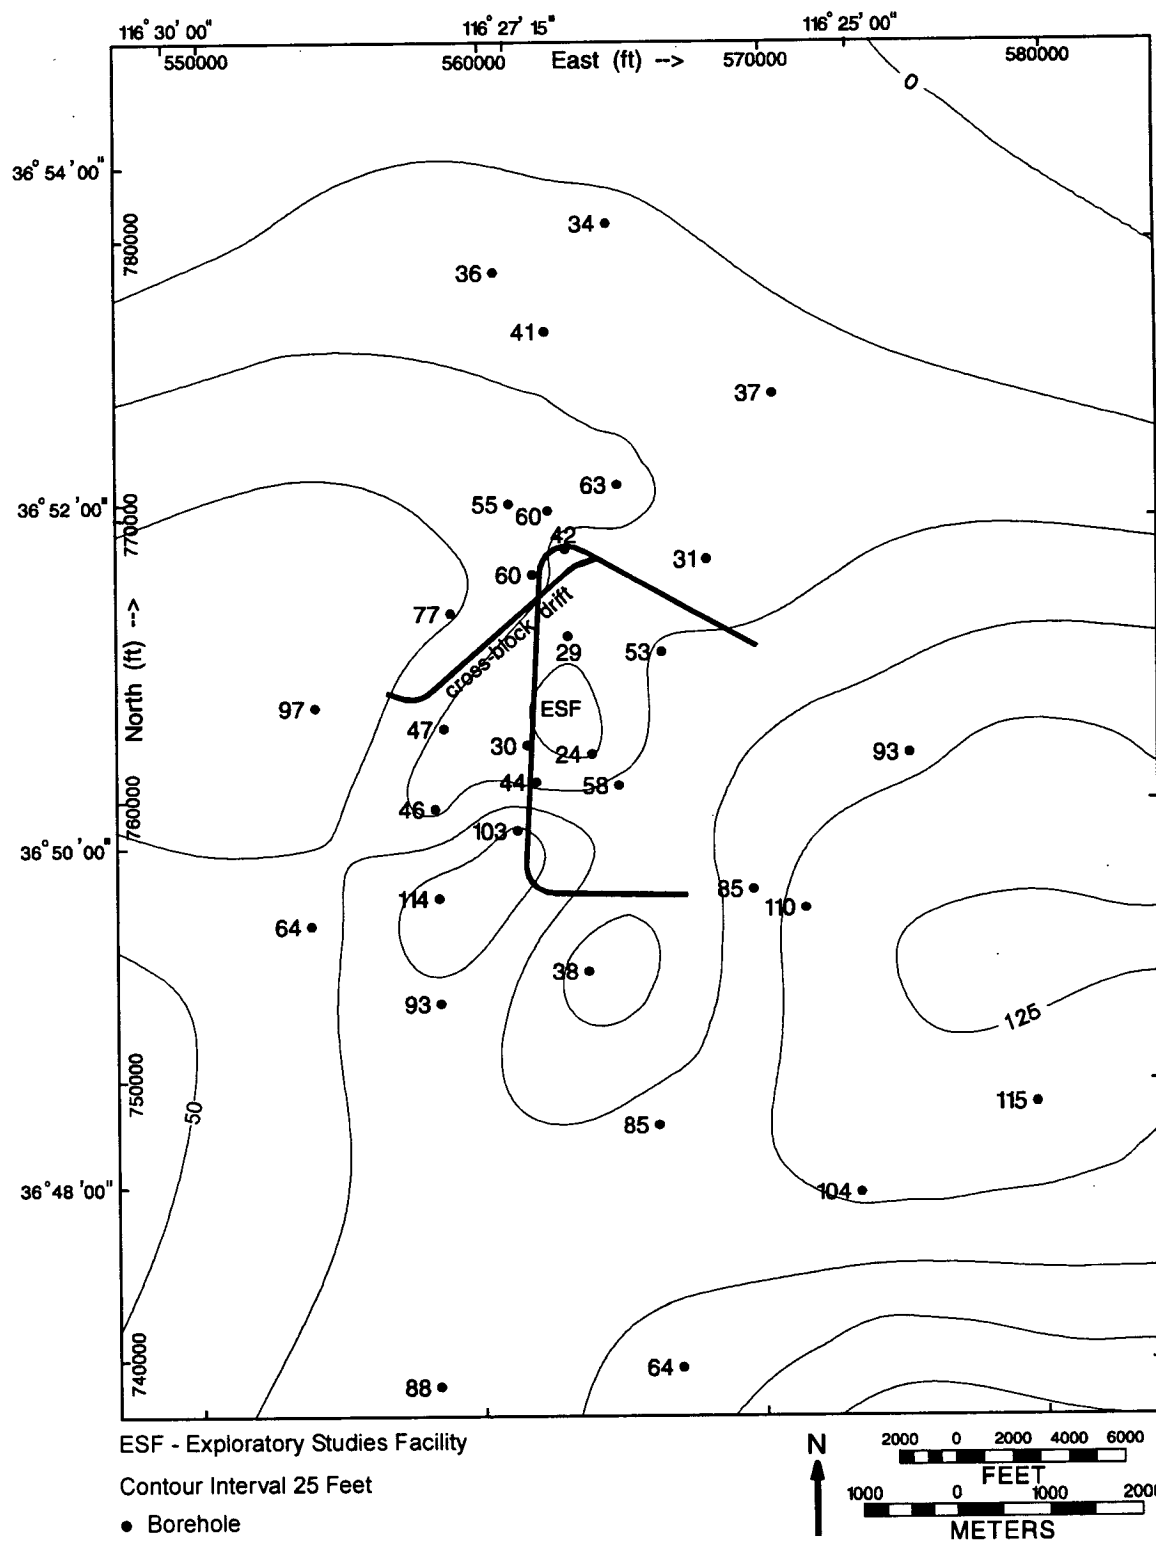 116° 30' 00"
116° 27' 15"
116° 25' 00"
550000
560000
East (ft) -->
570000
580000
0
36° 54' 00"
780000
34
36
41
37
63
55
36° 52' 00"
770000
60
42
31
60
77
cross-block drift
29
53
North (ft) -->
97
ESF
47
30
24
93
44
58
46
760000
103
36° 50' 00"
85
114
110
64
38
93
125
750000
115
50
85
36° 48' 00"
104
740000
64
88
ESF - Exploratory Studies Facility
Contour Interval 25 Feet
Borehole
N
2000 0 2000 4000 6000
FEET
1000 0 1000
METERS